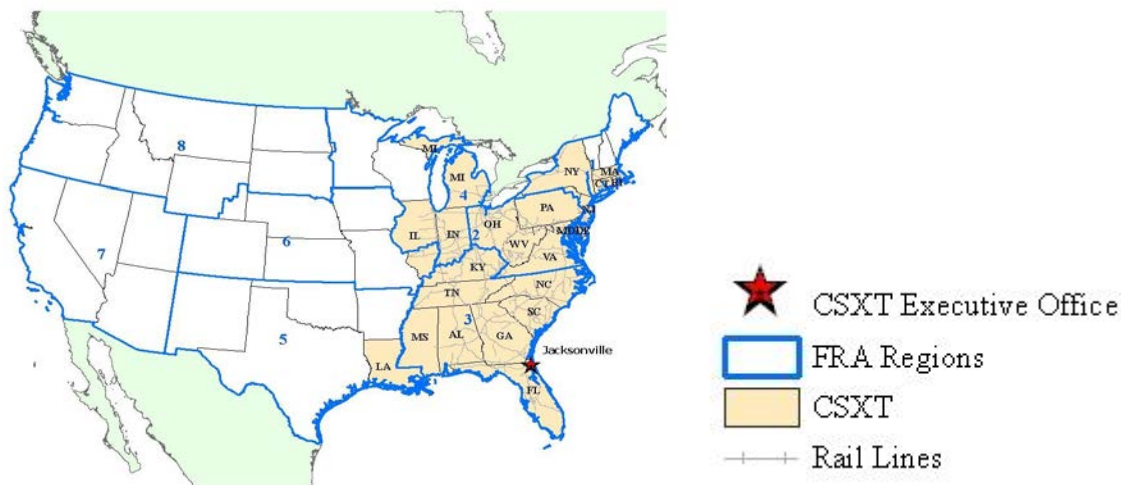 8
MI
NY
1
MA
CT RI
MI
4
PA
NJ
OH
2
IL
IN
MD DE
WV
6
VA
7
KY
NC
TN
SC
3
5
MS
AL
GA
Jacksonville
LA
FL
CSXT Executive Office
FRA Regions
CSXT
Rail Lines